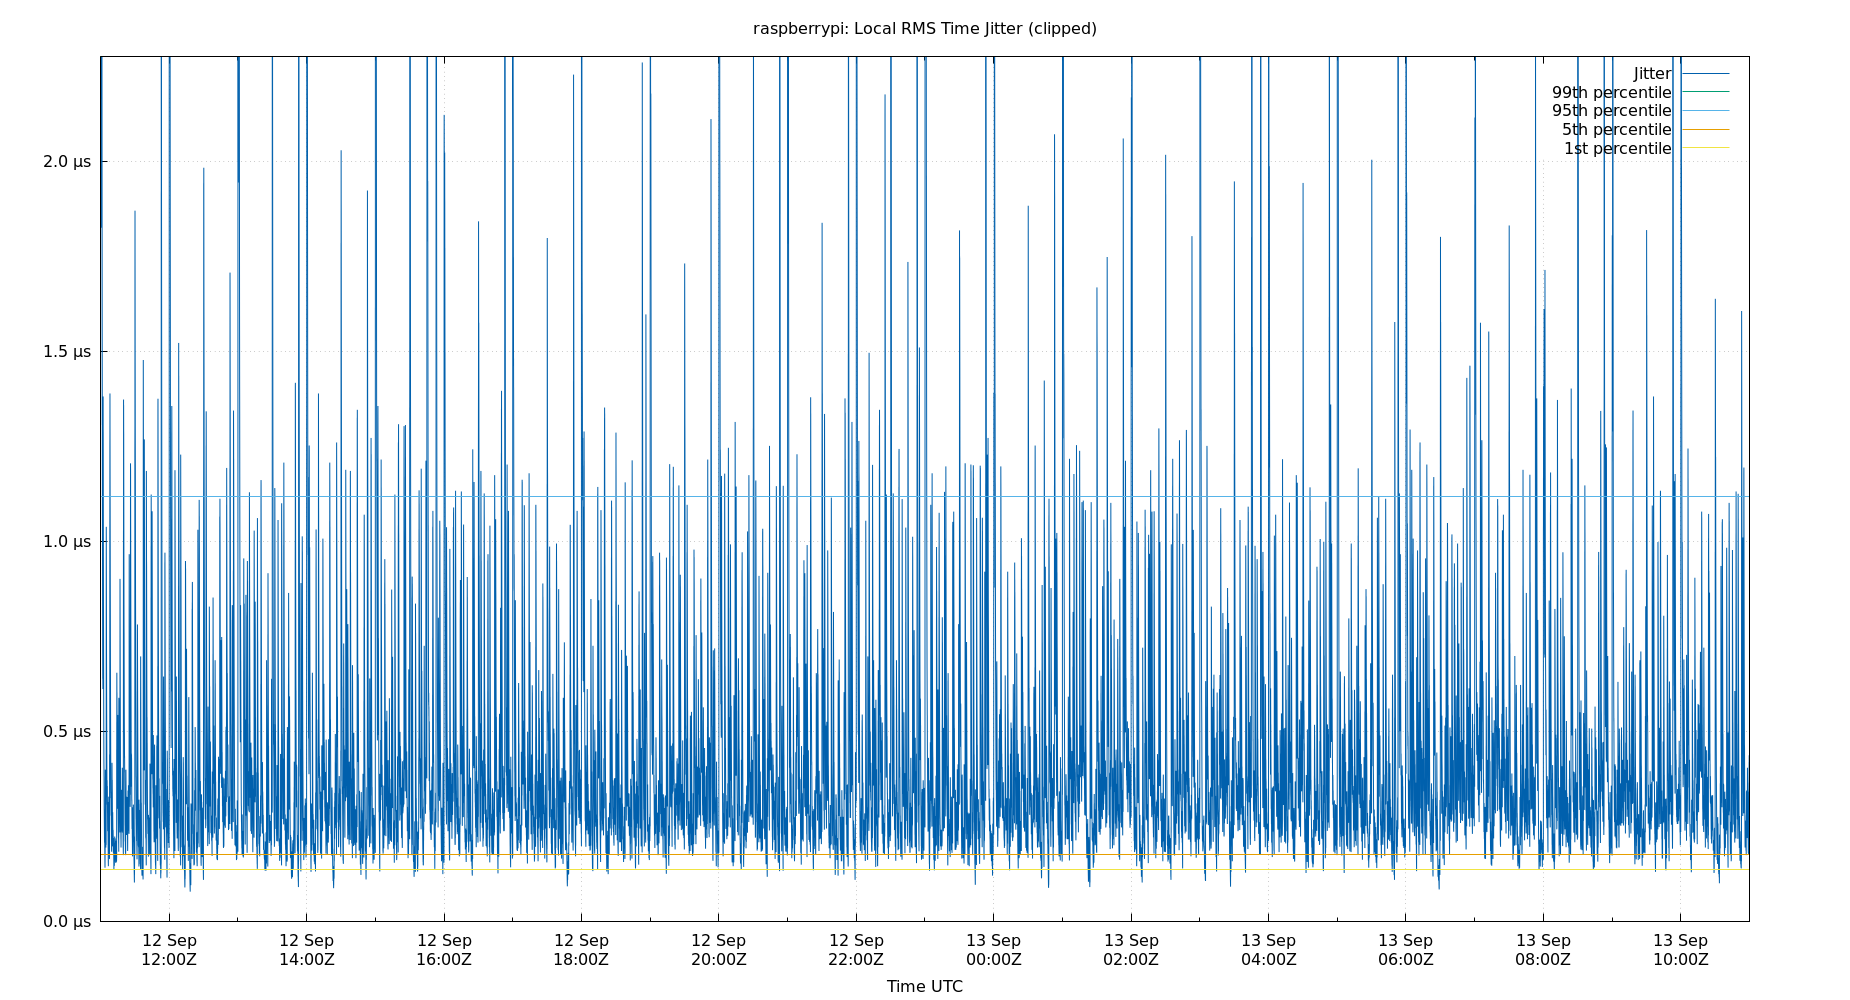 raspberrypi: Local RMS Time Jitter (clipped)
Jitter
99th percentile
95th percentile
5th percentile
1st percentile
2.0 µs
1.5 µs
1.0 µs
0.5 µs
0.0 µs
12 Sep 12 Sep 12 Sep 12 Sep 12 Sep 12 Sep 13 Sep 13 Sep 13 Sep 13 Sep 13 Sep 13 Sep
12:00Z 14:00Z 16:00Z 18:00Z 20:00Z 22:00Z 00:00Z 02:00Z 04:00Z 06:00Z 08:00Z 10:00Z
Time UTC